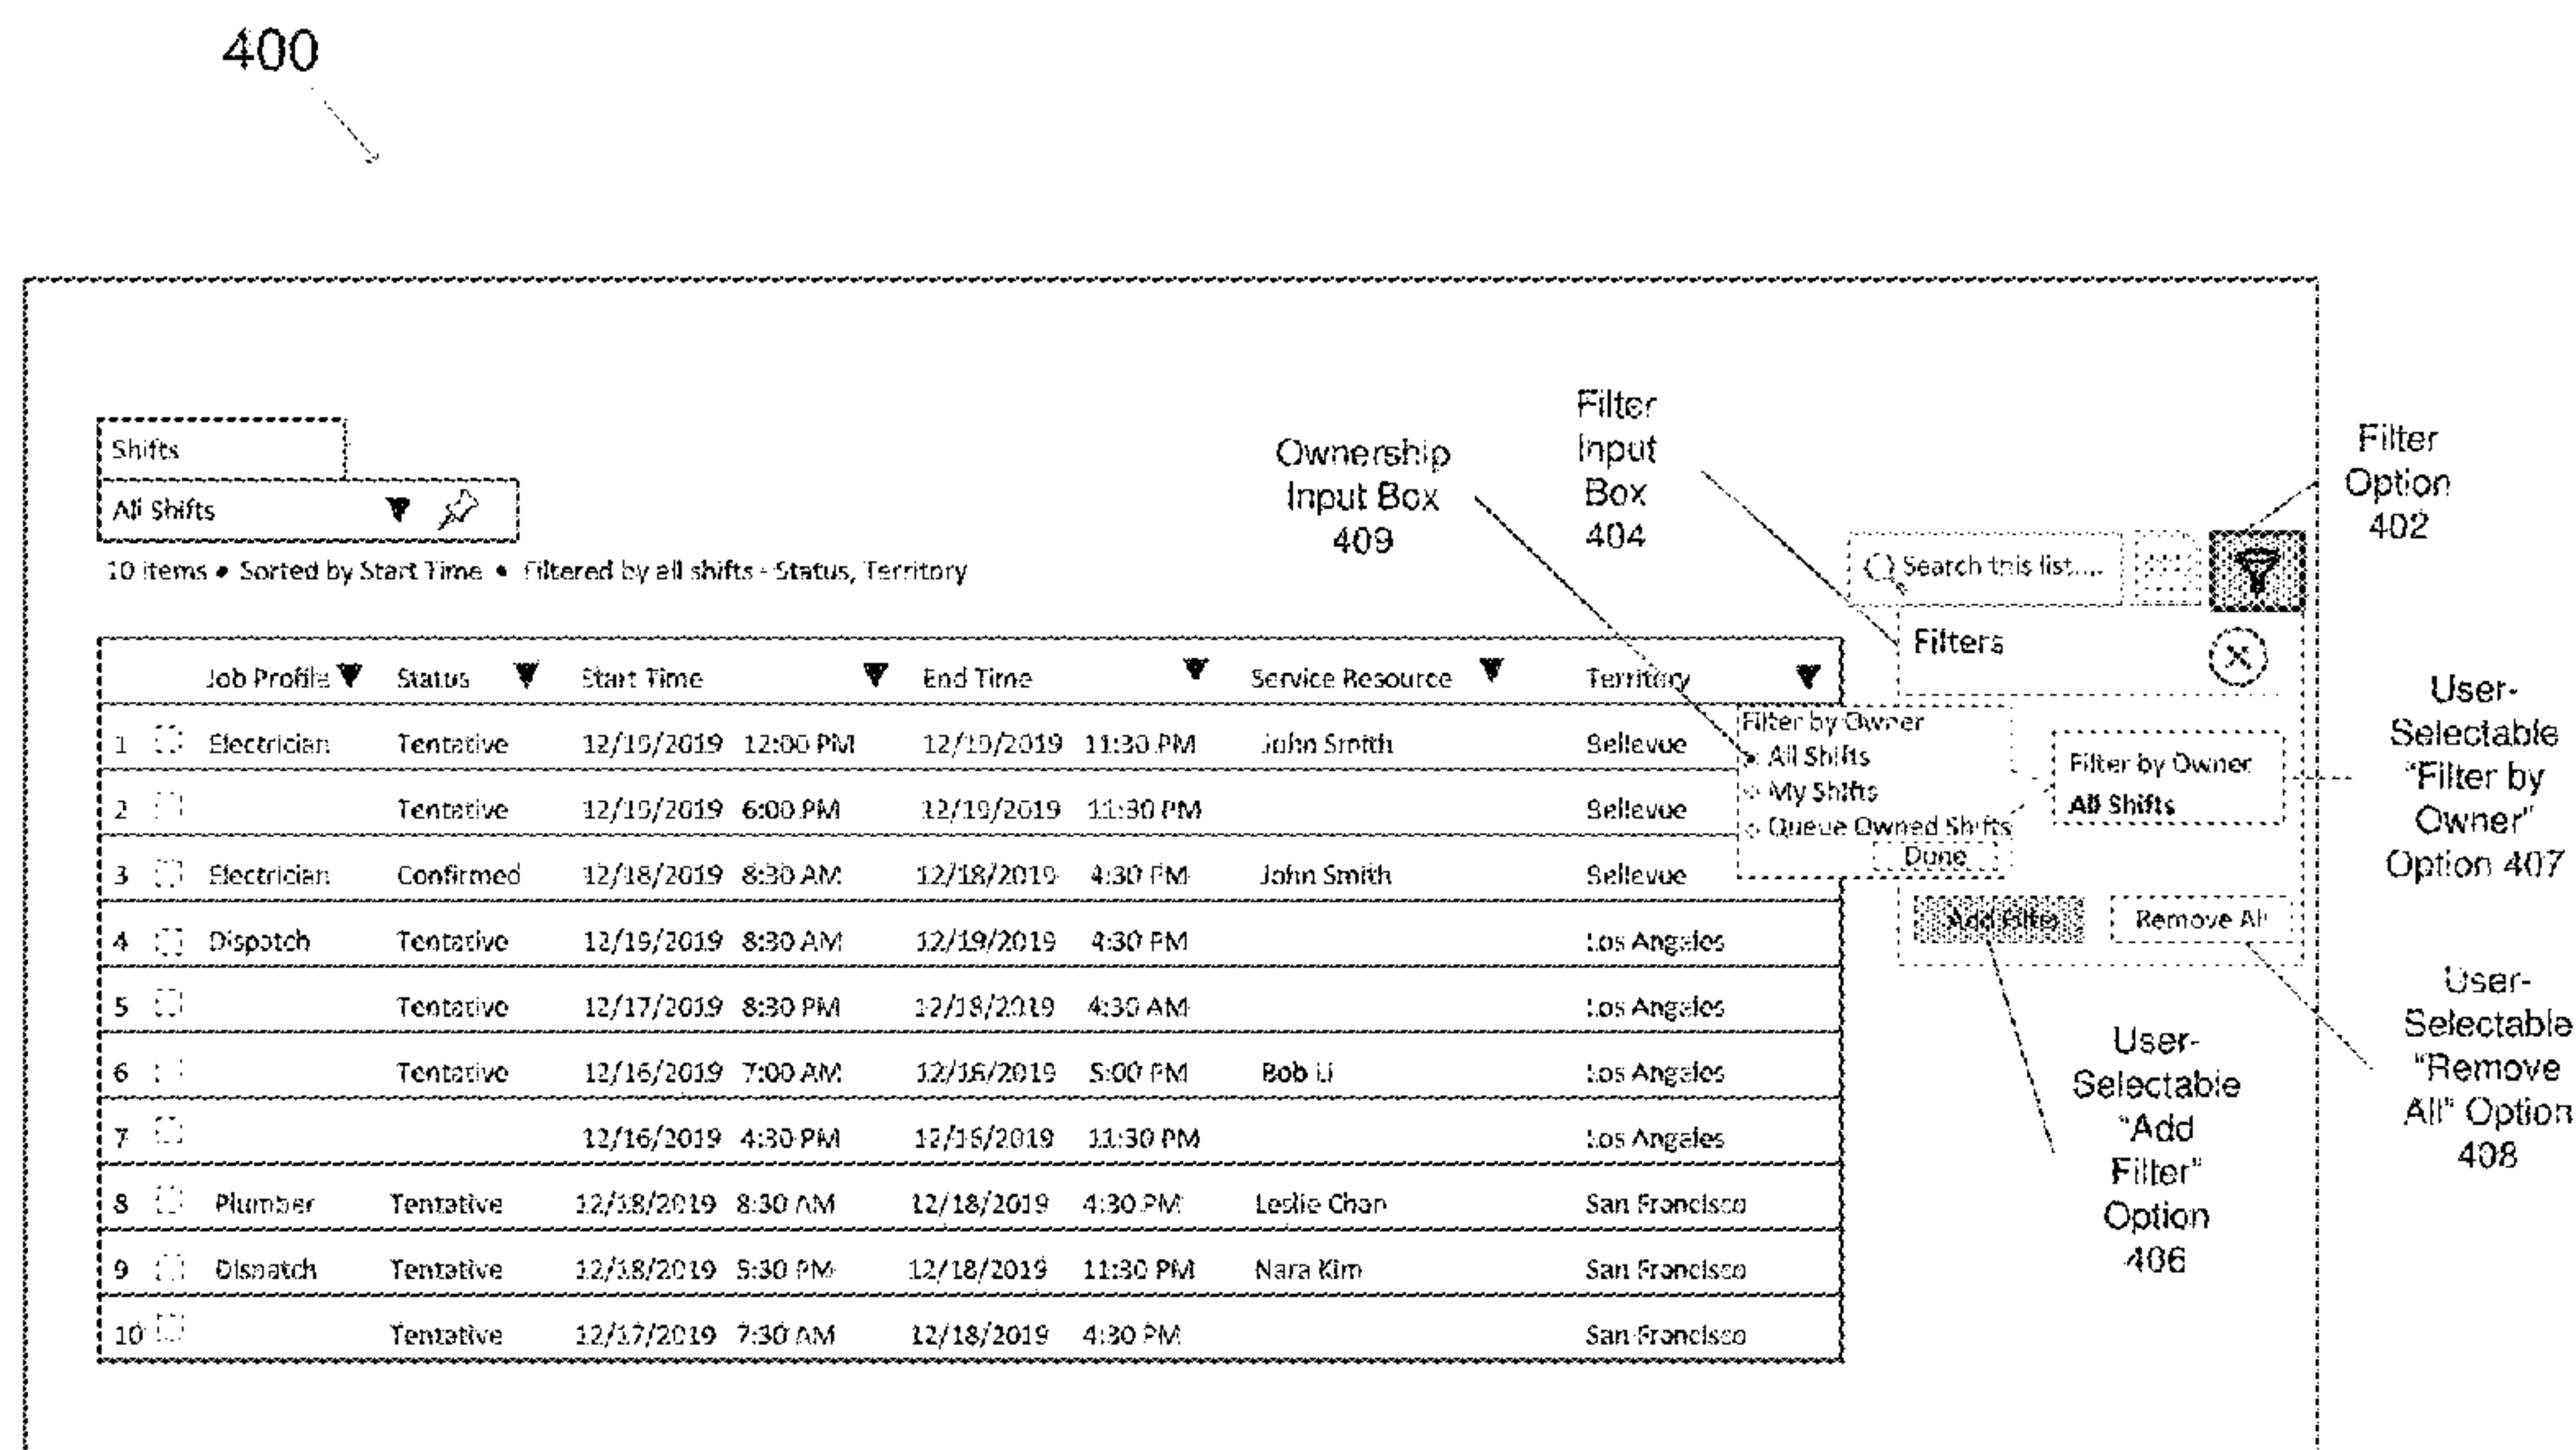 400
Shifts
All Shifts
10 items • Sorted by Start Time • Filtered by all shifts - Status, Territory
Ownership
Input Box
409
Filter
Input
Box
404
Filter
Option
402
Search this list....
Filters
Job Profile Status Start Time End Time Service Resource Territory
1 Electrician Tentative 12/19/2019 12:00 PM 12/19/2019 11:30 PM John Smith Bellevue
2 Tentative 12/19/2019 6:00 PM 12/19/2019 11:30 PM Bellevue
3 Electrician Confirmed 12/18/2019 8:30 AM 12/18/2019 4:30 PM John Smith Bellevue
4 Dispatch Tentative 12/19/2019 8:30 AM 12/19/2019 4:30 PM Los Angeles
5 Tentative 12/17/2019 8:30 PM 12/18/2019 4:30 AM Los Angeles
6 Tentative 12/16/2019 7:00 AM 12/16/2019 5:00 PM Bob Li Los Angeles
7 12/16/2019 4:30 PM 12/16/2019 11:30 PM Los Angeles
8 Plumber Tentative 12/18/2019 8:30 AM 12/18/2019 4:30 PM Leslie Chan San Francisco
9 Dispatch Tentative 12/18/2019 5:30 PM 12/18/2019 11:30 PM Nara Kim San Francisco
10 Tentative 12/17/2019 7:30 AM 12/18/2019 4:30 PM San Francisco
Filter by Owner
All Shifts
My Shifts
Queue Owned Shifts
Done
Filter by Owner
All Shifts
Add Filter
Remove All
User-
Selectable
"Filter by
Owner"
Option 407
User-
Selectable
"Add
Filter"
Option
406
User-
Selectable
"Remove
All" Option
408